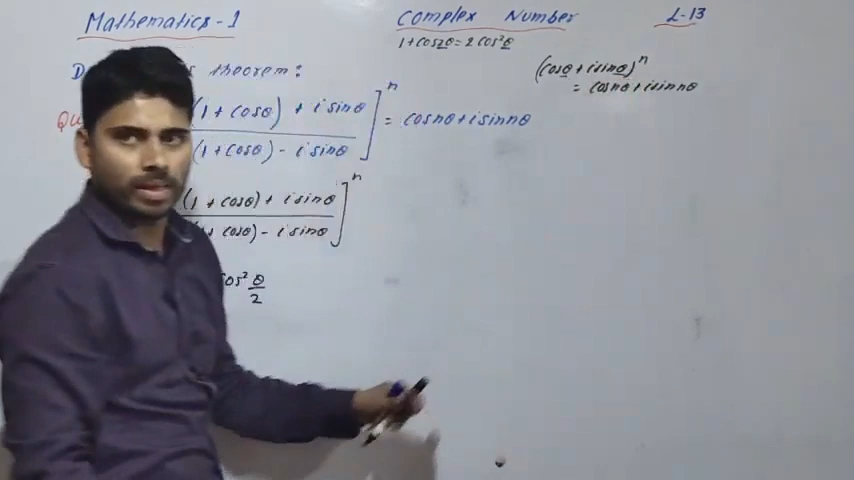 Mathematics-1
Complex Number
L-13
1+cos2θ=2cos²θ
theorem:
(cosθ+isinθ)ⁿ
= cosnθ+isinnθ
(1+cosθ) + isinθ ]ⁿ
= cosnθ+isinnθ
(1+cosθ) - isinθ
(1+cosθ)+ isinθ ]ⁿ
cosθ)- isinθ
cos² θ/2